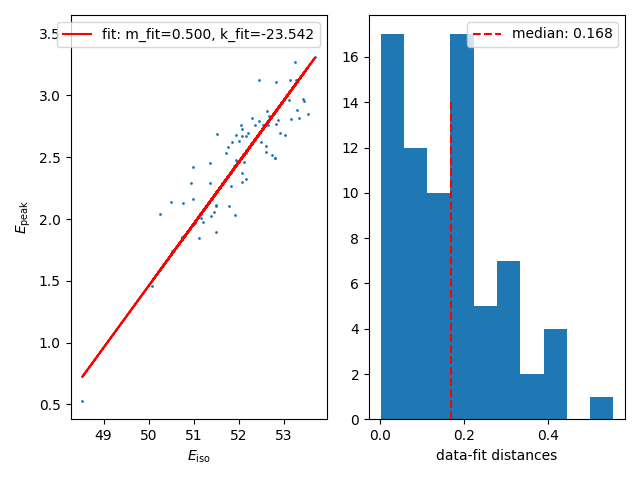 fit: m_fit=0.500, k_fit=-23.542
3.5
3.0
2.5
2.0
1.5
1.0
0.5
E_peak
49 50 51 52 53
E_iso
median: 0.168
16
14
12
10
8
6
4
2
0
0.0 0.2 0.4
data-fit distances